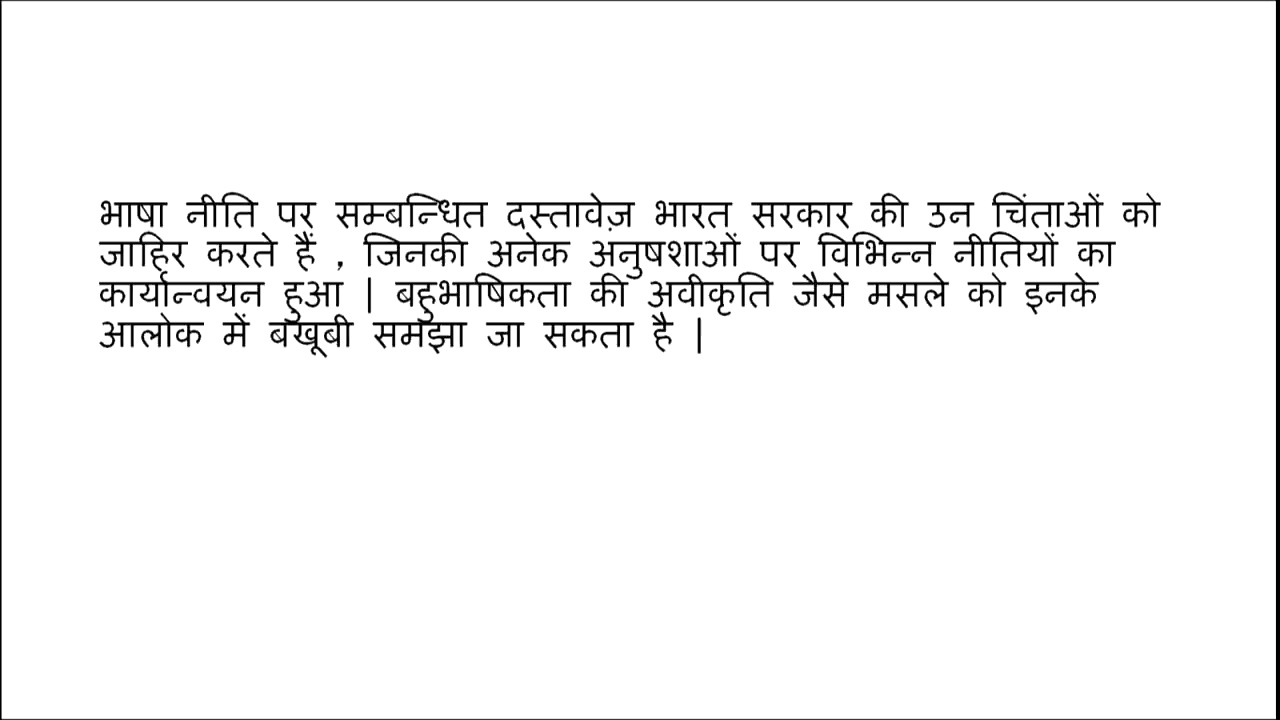 भाषा नीति पर सम्बन्धित दस्तावेज़ भारत सरकार की उन चिंताओं को
जाहिर करते हैं , जिनकी अनेक अनुषशाओं पर विभिन्न नीतियों का
कार्यान्वयन हुआ | बहुभाषिकता की अवीकृति जैसे मसले को इनके
आलोक में बखूबी समझा जा सकता है |